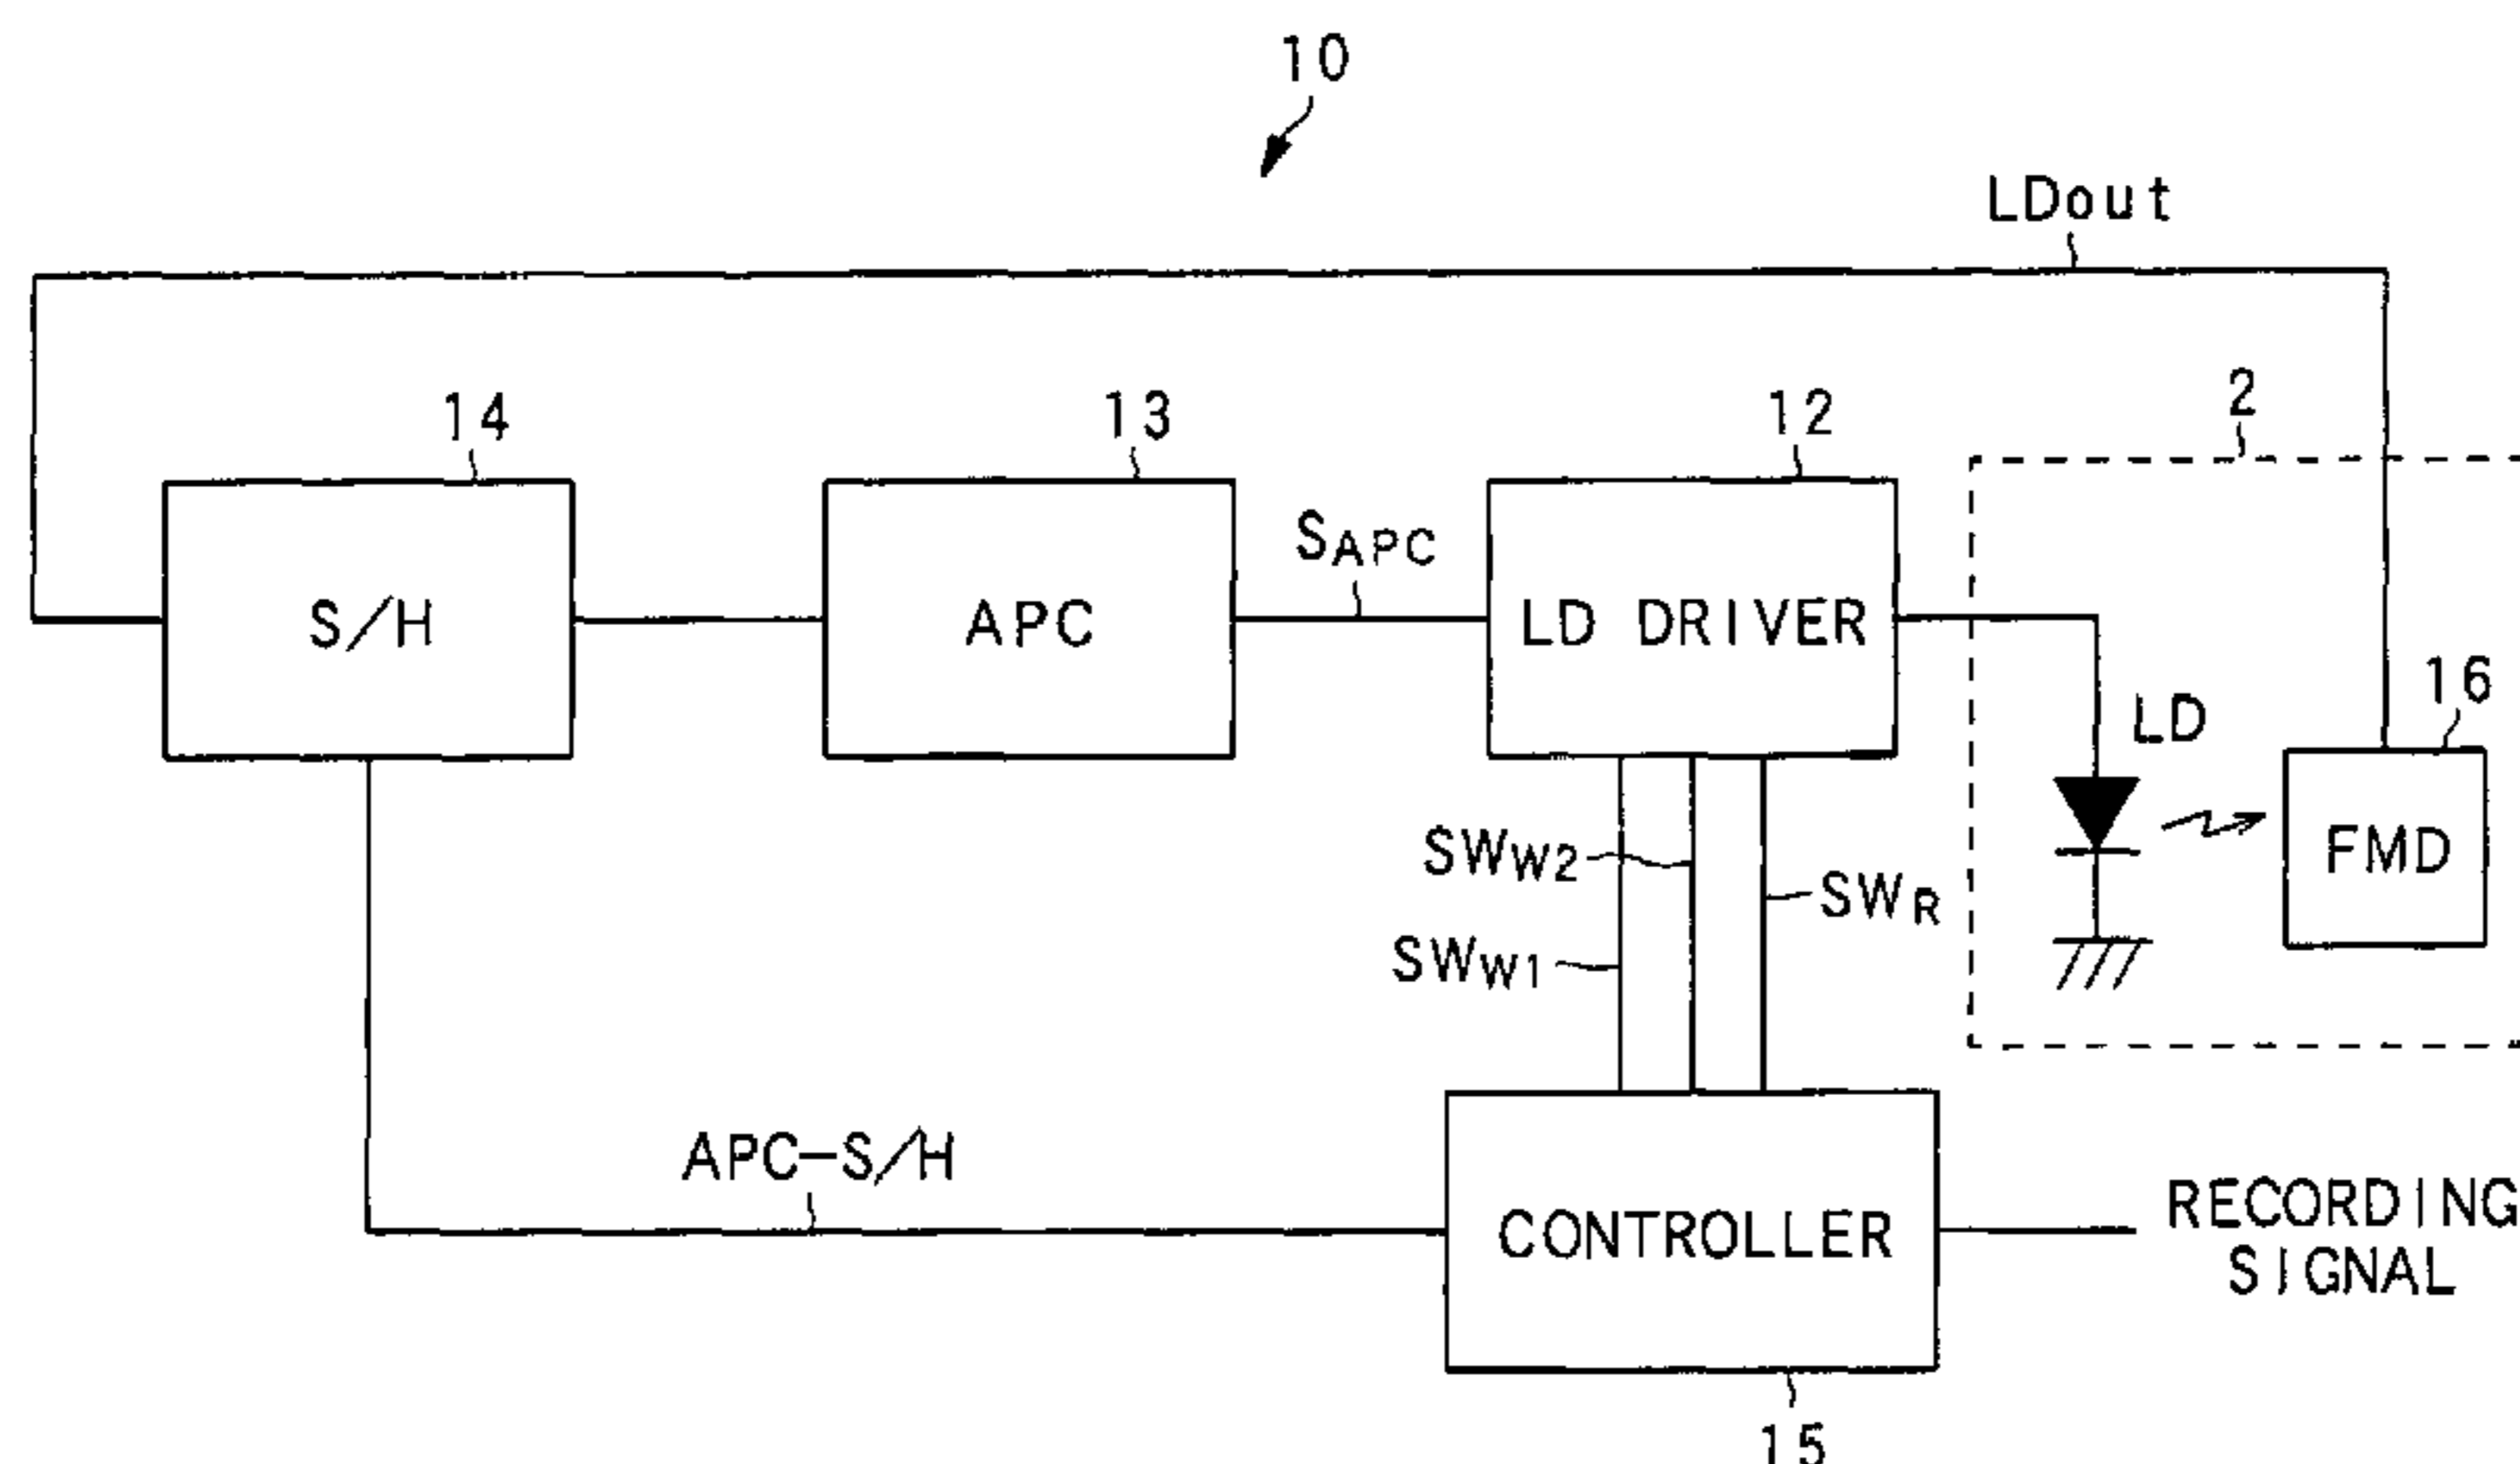 10
LDout
14
13
12
2
S/H
APC
SAPC
LD DRIVER
LD
16
FMD
SWW2
SWR
SWW1
APC-S/H
CONTROLLER
RECORDING
SIGNAL
15